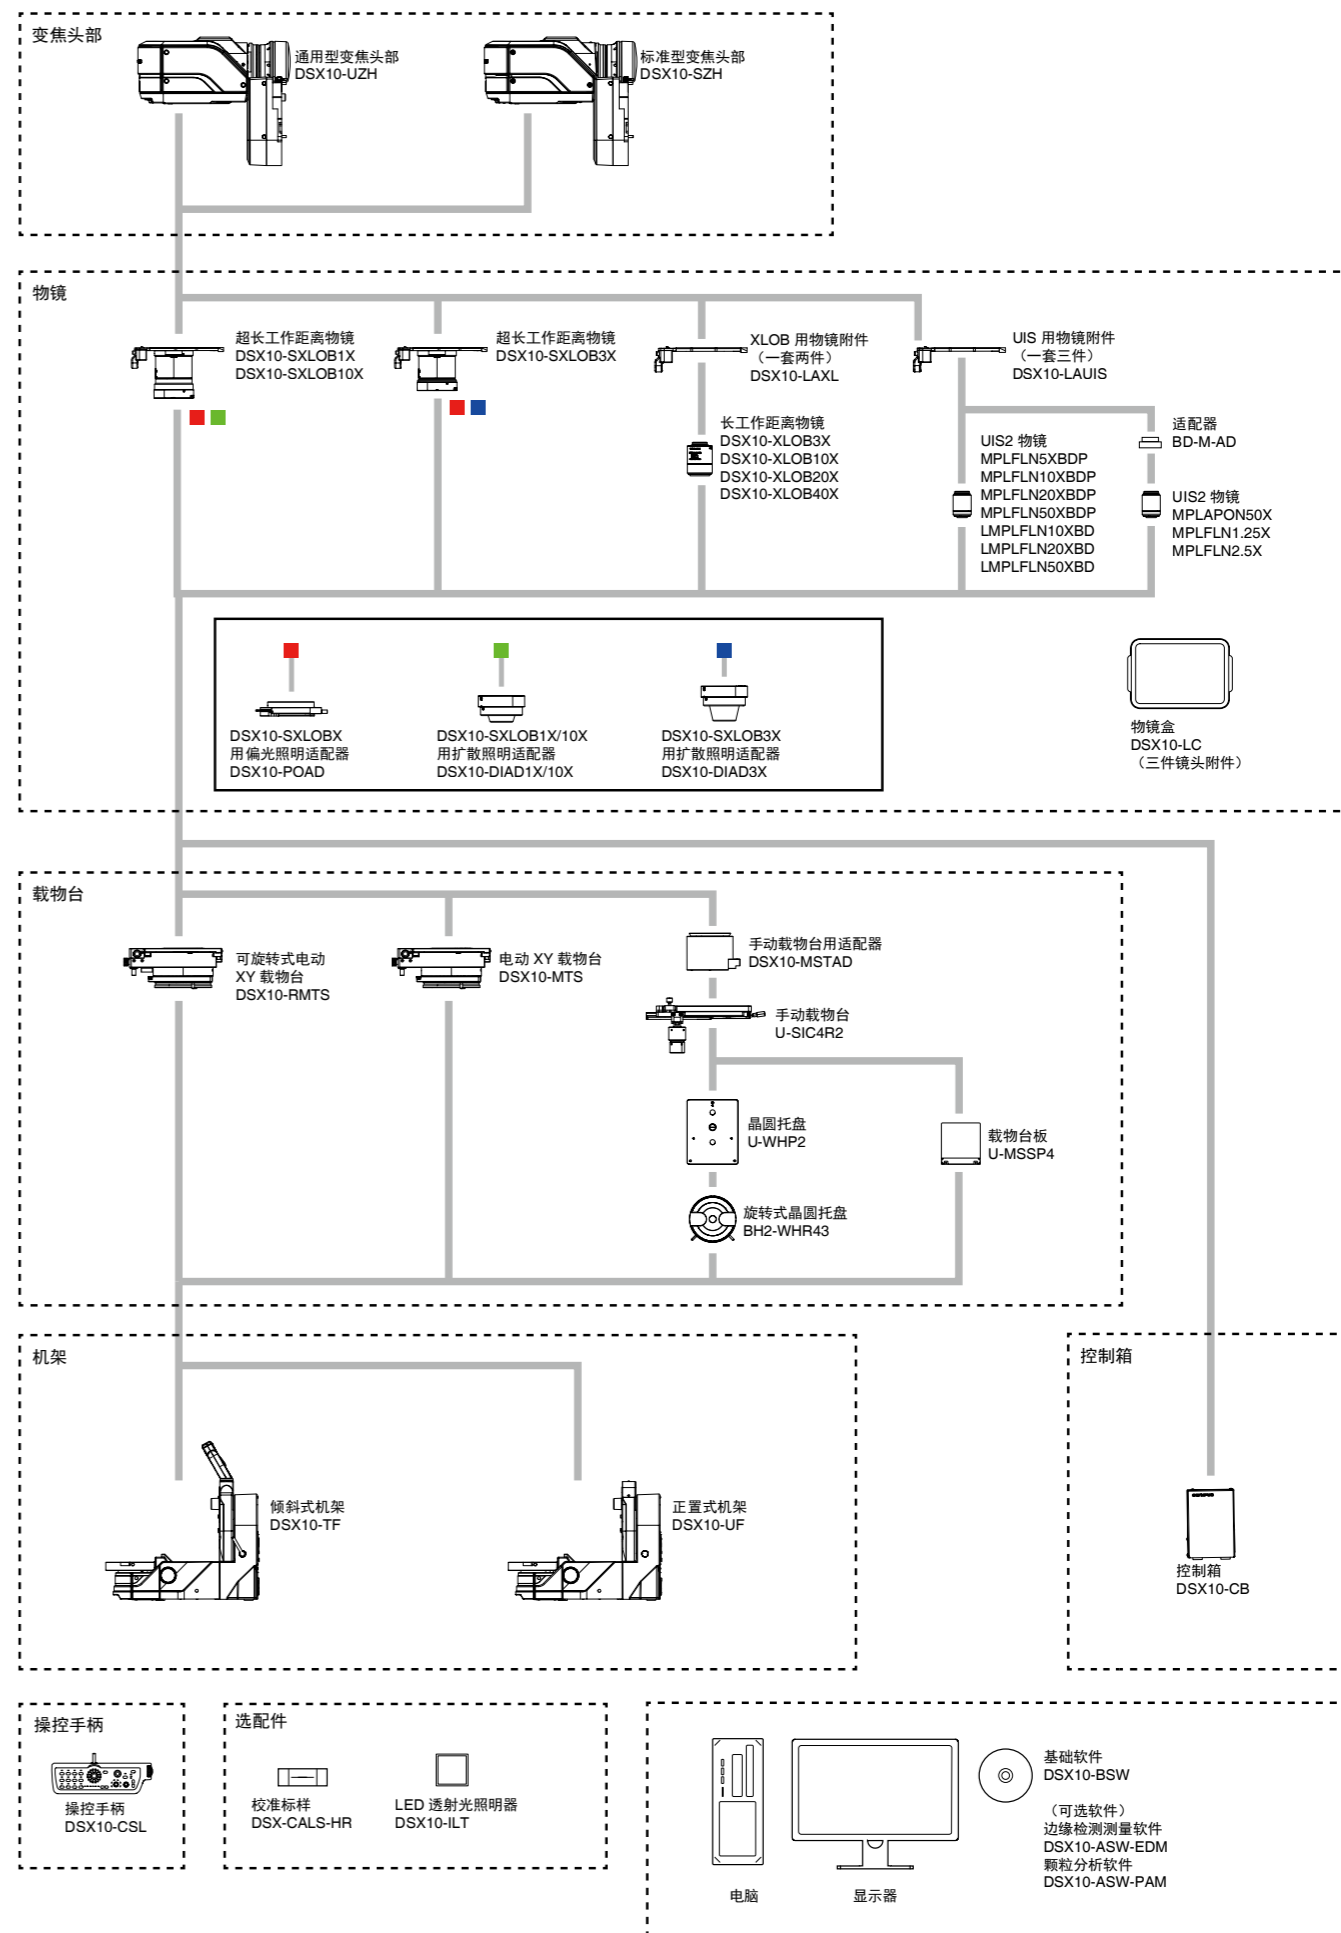 变焦头部
通用型变焦头部
DSX10-UZH
标准型变焦头部
DSX10-SZH
物镜
超长工作距离物镜
DSX10-SXLOB1X
DSX10-SXLOB10X
超长工作距离物镜
DSX10-SXLOB3X
XLOB 用物镜附件
（一套两件）
DSX10-LAXL
UIS 用物镜附件
（一套三件）
DSX10-LAUIS
长工作距离物镜
DSX10-XLOB3X
DSX10-XLOB10X
DSX10-XLOB20X
DSX10-XLOB40X
UIS2 物镜
MPLFLN5XBDP
MPLFLN10XBDP
MPLFLN20XBDP
MPLFLN50XBDP
LMPLFLN10XBD
LMPLFLN20XBD
LMPLFLN50XBD
适配器
BD-M-AD
UIS2 物镜
MPLAPON50X
MPLFLN1.25X
MPLFLN2.5X
DSX10-SXLOBX
用偏光照明适配器
DSX10-POAD
DSX10-SXLOB1X/10X
用扩散照明适配器
DSX10-DIAD1X/10X
DSX10-SXLOB3X
用扩散照明适配器
DSX10-DIAD3X
物镜盒
DSX10-LC
（三件镜头附件）
载物台
可旋转式电动
XY 载物台
DSX10-RMTS
电动 XY 载物台
DSX10-MTS
手动载物台用适配器
DSX10-MSTAD
手动载物台
U-SIC4R2
晶圆托盘
U-WHP2
载物台板
U-MSSP4
旋转式晶圆托盘
BH2-WHR43
机架
倾斜式机架
DSX10-TF
正置式机架
DSX10-UF
控制箱
控制箱
DSX10-CB
操控手柄
操控手柄
DSX10-CSL
选配件
校准标样
DSX-CALS-HR
LED 透射光照明器
DSX10-ILT
电脑
显示器
基础软件
DSX10-BSW
（可选软件）
边缘检测测量软件
DSX10-ASW-EDM
颗粒分析软件
DSX10-ASW-PAM